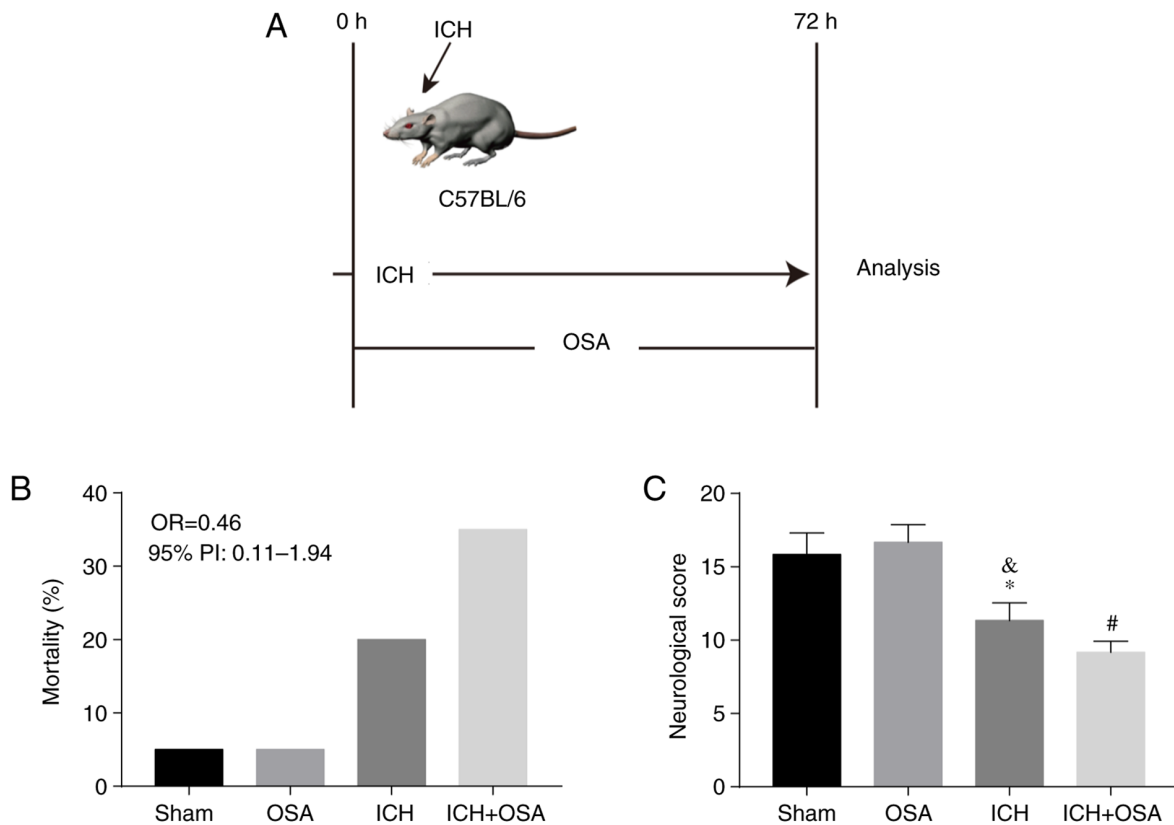 A
0 h
72 h
ICH
C57BL/6
ICH
Analysis
OSA
B
Mortality (%)
40
30
20
10
0
OR=0.46
95% PI: 0.11–1.94
Sham
OSA
ICH
ICH+OSA
C
Neurological score
20
15
10
5
0
&
*
#
Sham
OSA
ICH
ICH+OSA